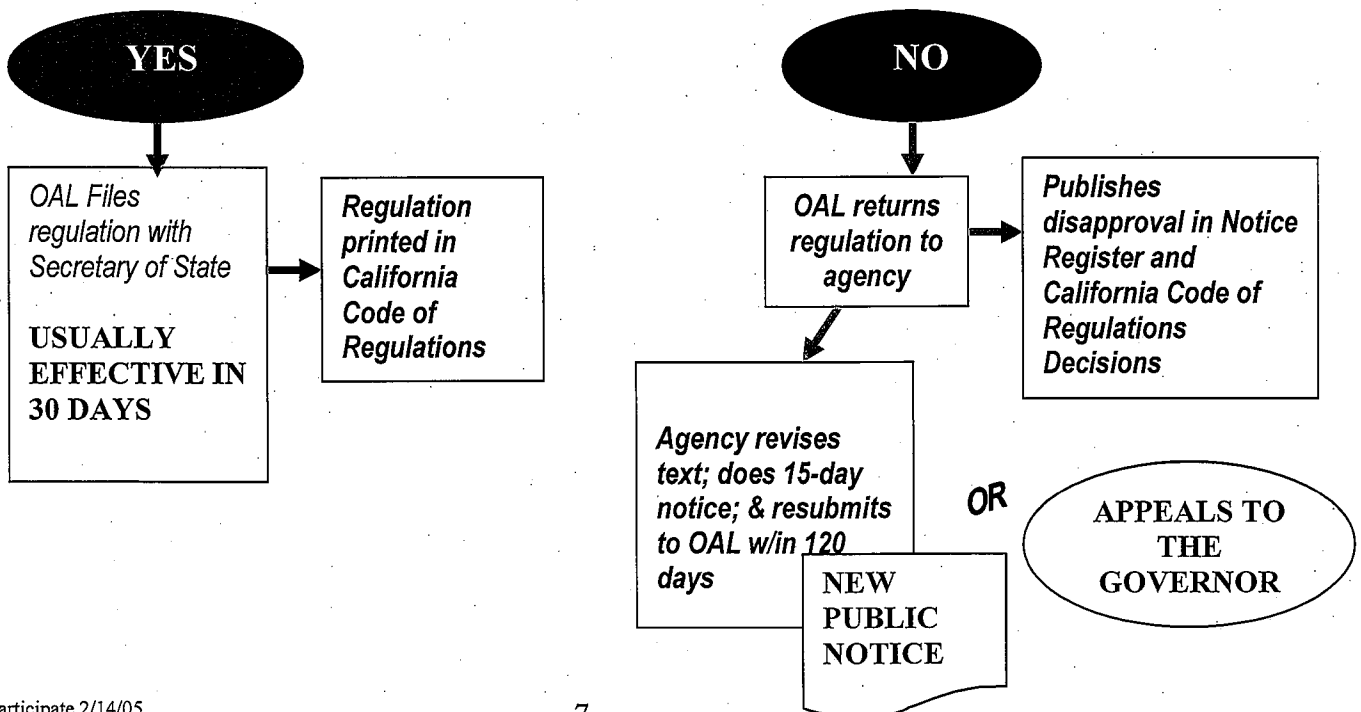 YES
OAL Files
regulation with
Secretary of State
USUALLY
EFFECTIVE IN
30 DAYS
Regulation
printed in
California
Code of
Regulations
NO
OAL returns
regulation to
agency
Publishes
disapproval in Notice
Register and
California Code of
Regulations
Decisions
Agency revises
text; does 15-day
notice; & resubmits
to OAL w/in 120
days
NEW
PUBLIC
NOTICE
OR
APPEALS TO
THE
GOVERNOR
articipate 2/14/05
7